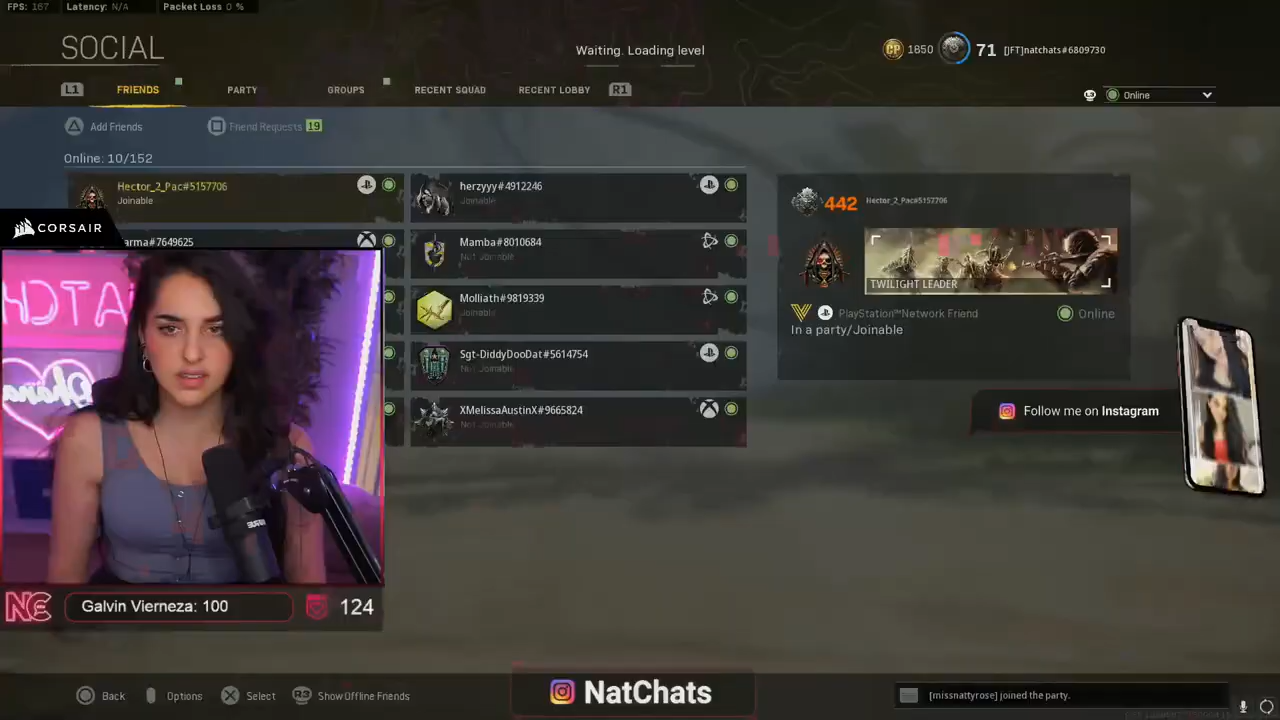 FPS: 167 Latency: N/A Packet Loss 0 %
SOCIAL
Waiting. Loading level
CP 1850 71 [JFT]natchats#6809730
L1 FRIENDS PARTY GROUPS RECENT SQUAD RECENT LOBBY R1
Online
Add Friends Friend Requests 19
Online: 10/152
Hector_2_Pac#5157706
Joinable
herzyyy#4912246
Joinable
442 Hector_2_Pac#5157706
CORSAIR
arma#7649625
Mamba#8010684
Not Joinable
TWILIGHT LEADER
Molliath#9819339
Joinable
PlayStation™Network Friend Online
In a party/Joinable
Sgt-DiddyDooDat#5614754
Not Joinable
XMelissaAustinX#9665824
Not Joinable
Follow me on Instagram
Ohana
NC Galvin Vierneza: 100 124
Back Options Select R3 Show Offline Friends
NatChats
[missnattyrose] joined the party.